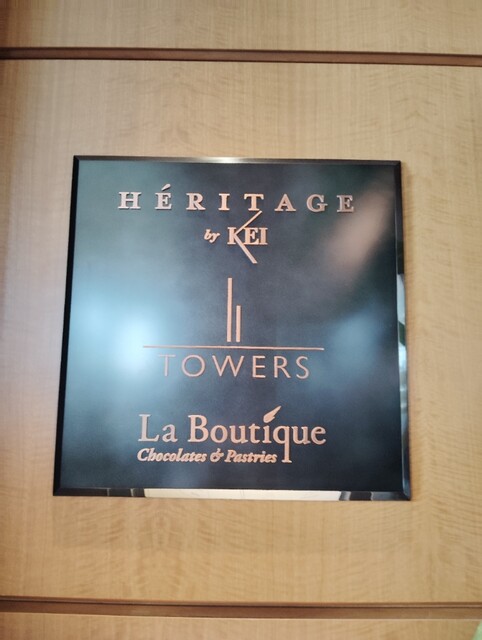 HÉRITAGE
by KEI
TOWERS
La Boutique
Chocolates & Pastries